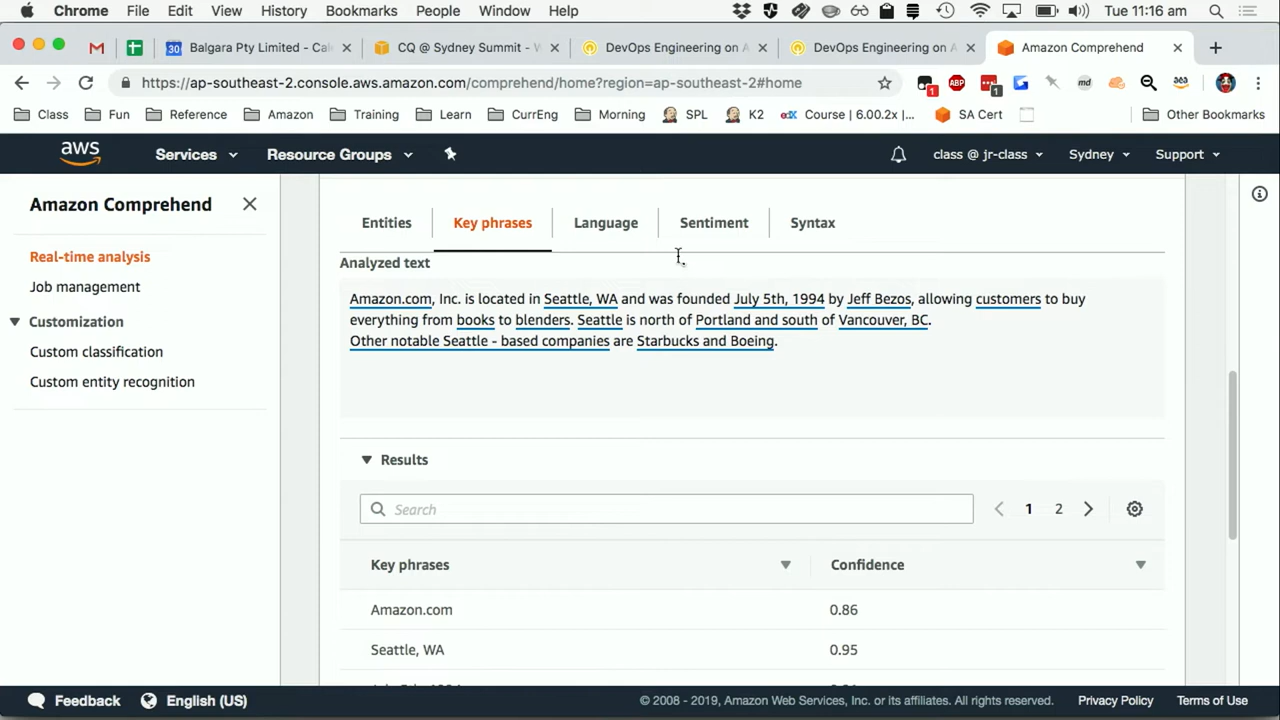 Chrome File Edit View History Bookmarks People Window Help Tue 11:16 am
30 Balgara Pty Limited - Cale CQ @ Sydney Summit - W DevOps Engineering on A DevOps Engineering on A Amazon Comprehend
https://ap-southeast-2.console.aws.amazon.com/comprehend/home?region=ap-southeast-2#home 1 ABP 1 md
Class Fun Reference Amazon Training Learn CurrEng Morning SPL K2 edX Course | 6.00.2x |... SA Cert Other Bookmarks
aws Services Resource Groups class @ jr-class Sydney Support
Amazon Comprehend
Real-time analysis
Job management
Customization
Custom classification
Custom entity recognition
Entities Key phrases Language Sentiment Syntax
Analyzed text
Amazon.com, Inc. is located in Seattle, WA and was founded July 5th, 1994 by Jeff Bezos, allowing customers to buy
everything from books to blenders. Seattle is north of Portland and south of Vancouver, BC.
Other notable Seattle - based companies are Starbucks and Boeing.
Results
Search 1 2
Key phrases Confidence
Amazon.com 0.86
Seattle, WA 0.95
Feedback English (US) © 2008 - 2019, Amazon Web Services, Inc. or its affiliates. All rights reserved. Privacy Policy Terms of Use